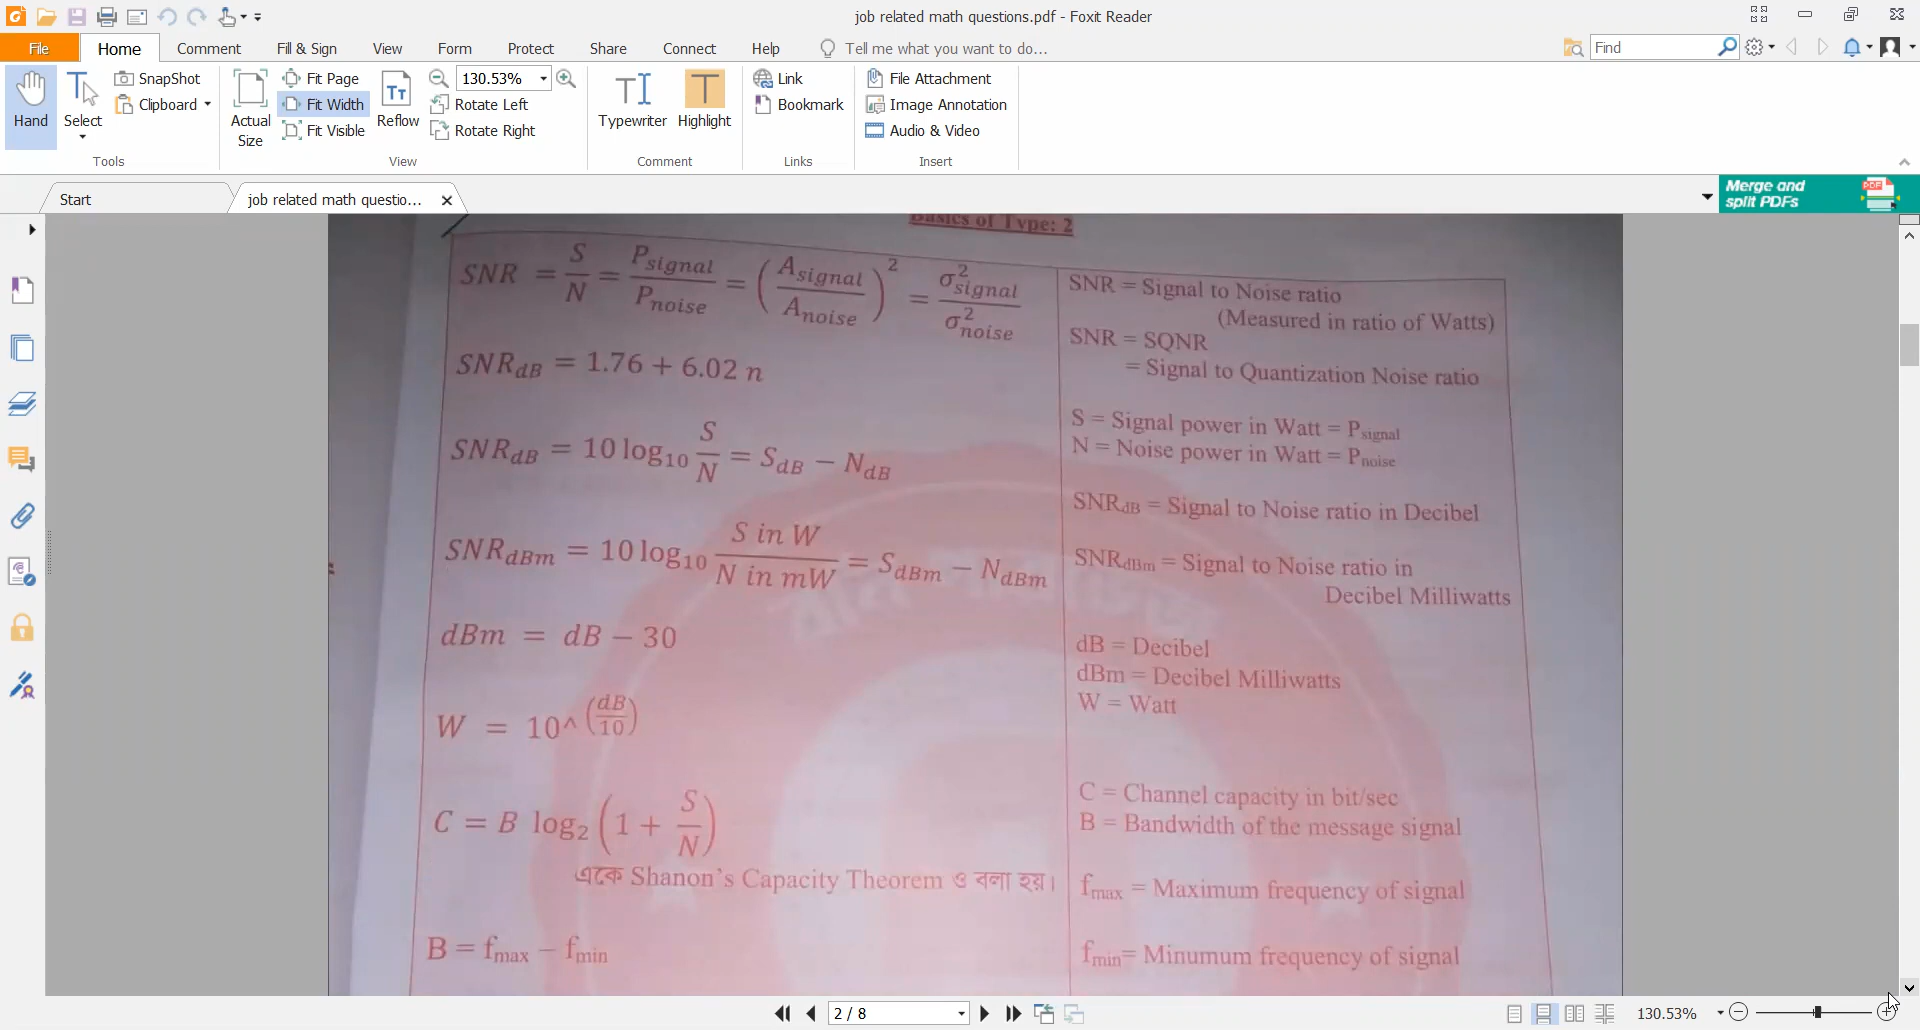 job related math questions.pdf - Foxit Reader
File Home Comment Fill & Sign View Form Protect Share Connect Help Tell me what you want to do... Find
Hand
Select
SnapShot
Clipboard
Tools
Actual Size
Fit Page
Fit Width
Fit Visible
Reflow
130.53%
Rotate Left
Rotate Right
View
Typewriter
Highlight
Comment
Link
Bookmark
Links
File Attachment
Image Annotation
Audio & Video
Insert
Start
job related math questio...
Merge and
split PDFs
PDF
Basics of Type: 2
SNR = S/N = P_signal/P_noise = (A_signal/A_noise)^2 = σ^2_signal/σ^2_noise
SNR_dB = 1.76 + 6.02 n
SNR_dB = 10 log_10 S/N = S_dB − N_dB
SNR_dBm = 10 log_10 (S in W)/(N in mW) = S_dBm − N_dBm
dBm = dB − 30
W = 10^(dB/10)
C = B log_2 (1 + S/N)
একে Shanon's Capacity Theorem ও বলা হয়।
B = f_max − f_min
SNR = Signal to Noise ratio
(Measured in ratio of Watts)
SNR = SQNR
= Signal to Quantization Noise ratio
S = Signal power in Watt = P_signal
N = Noise power in Watt = P_noise
SNR_dB = Signal to Noise ratio in Decibel
SNR_dBm = Signal to Noise ratio in
Decibel Milliwatts
dB = Decibel
dBm = Decibel Milliwatts
W = Watt
C = Channel capacity in bit/sec
B = Bandwidth of the message signal
f_max = Maximum frequency of signal
f_min= Minumum frequency of signal
2 / 8
130.53%